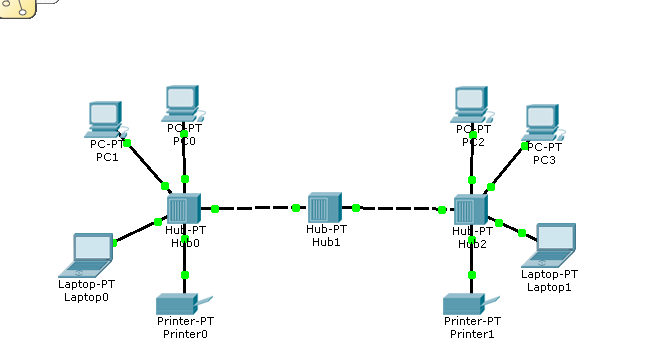 PC-PT
PC1
PC-PT
PC0
PC-PT
PC2
PC-PT
PC3
Hub-PT
Hub0
Hub-PT
Hub1
Hub-PT
Hub2
Laptop-PT
Laptop0
Laptop-PT
Laptop1
Printer-PT
Printer0
Printer-PT
Printer1